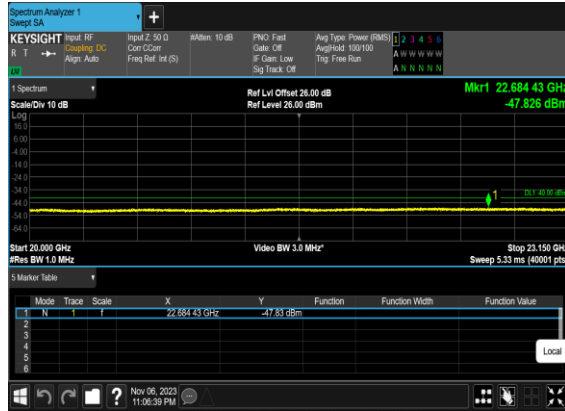 Spectrum Analyzer 1
Swept SA
+
KEYSIGHT Input: RF Input Z: 50 Ω #Atten: 10 dB PNO: Fast Avg Type: Power (RMS) 1 2 3 4 5 6
R T Coupling: DC Corr CCorr Gate: Off Avg|Hold: 100/100 A W W W W W
Align: Auto Freq Ref: Int (S) IF Gain: Low Trig: Free Run
Sig Track: Off A N N N N N
1 Spectrum Ref Lvl Offset 26.00 dB Mkr1 22.684 43 GHz
Scale/Div 10 dB Ref Level 26.00 dBm -47.826 dBm
Log
16.0
6.00
-4.00
-14.0
-24.0
-34.0
1 DL1 -40.00 dBm
-44.0
-54.0
-64.0
Start 20.000 GHz Video BW 3.0 MHz* Stop 23.150 GHz
#Res BW 1.0 MHz Sweep 5.33 ms (40001 pts)
5 Marker Table
Mode Trace Scale X Y Function Function Width Function Value
1 N 1 f 22.684 43 GHz -47.83 dBm
2
3
4
5
6
Local
? Nov 06, 2023
11:06:39 PM